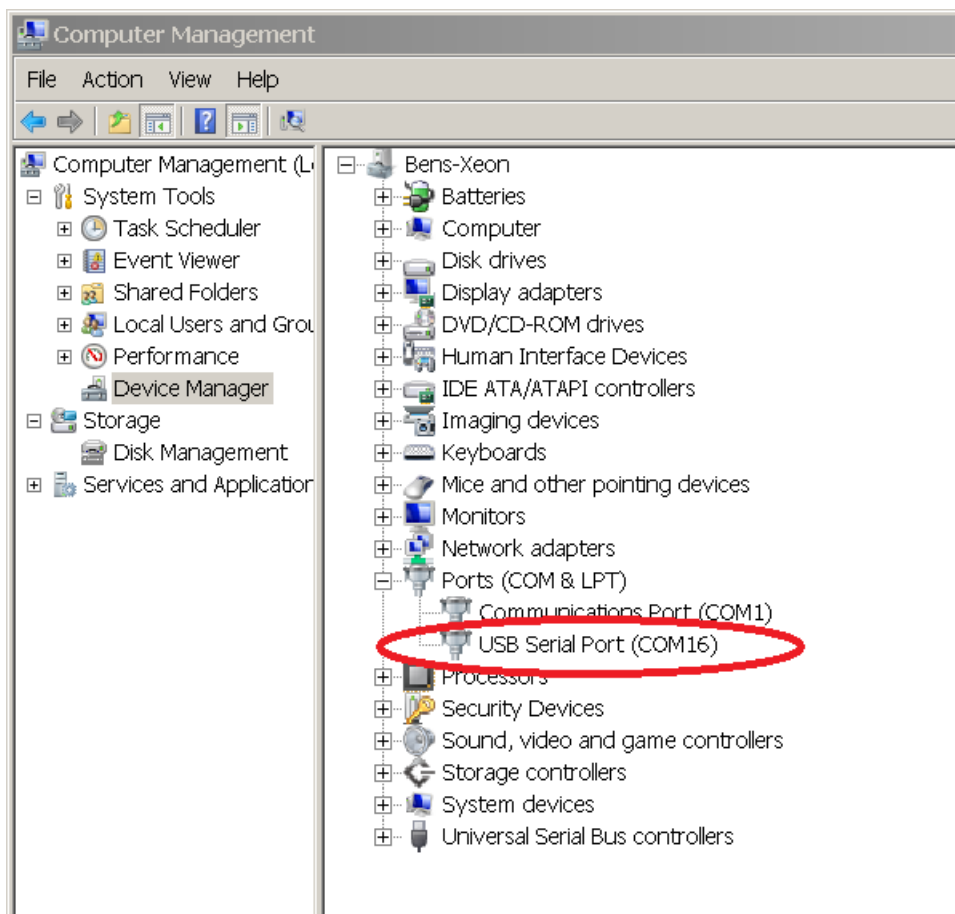 Computer Management
File Action View Help
Computer Management (L
System Tools
Task Scheduler
Event Viewer
Shared Folders
Local Users and Grou
Performance
Device Manager
Storage
Disk Management
Services and Application
Bens-Xeon
Batteries
Computer
Disk drives
Display adapters
DVD/CD-ROM drives
Human Interface Devices
IDE ATA/ATAPI controllers
Imaging devices
Keyboards
Mice and other pointing devices
Monitors
Network adapters
Ports (COM & LPT)
Communications Port (COM1)
USB Serial Port (COM16)
Processors
Security Devices
Sound, video and game controllers
Storage controllers
System devices
Universal Serial Bus controllers